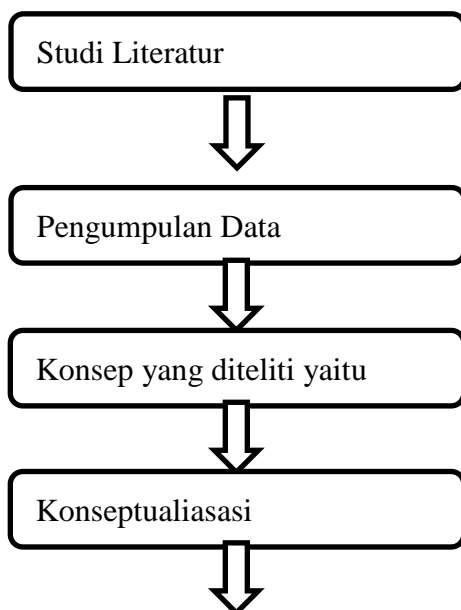 Studi Literatur
Pengumpulan Data
Konsep yang diteliti yaitu
Konseptualiasasi